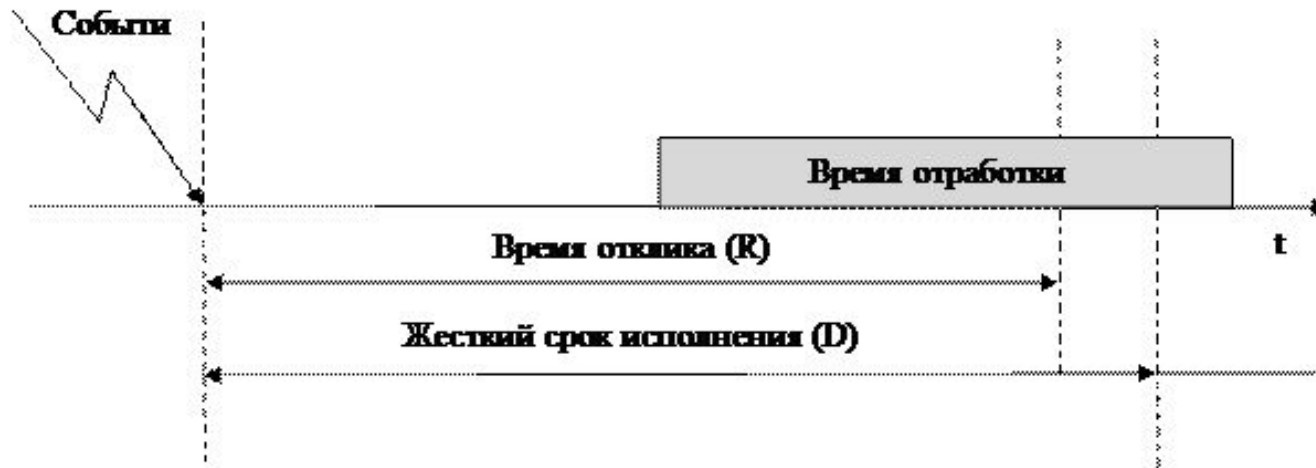 Событи
Время отработки
t
Время отклика (R)
Жесткий срок исполнения (D)